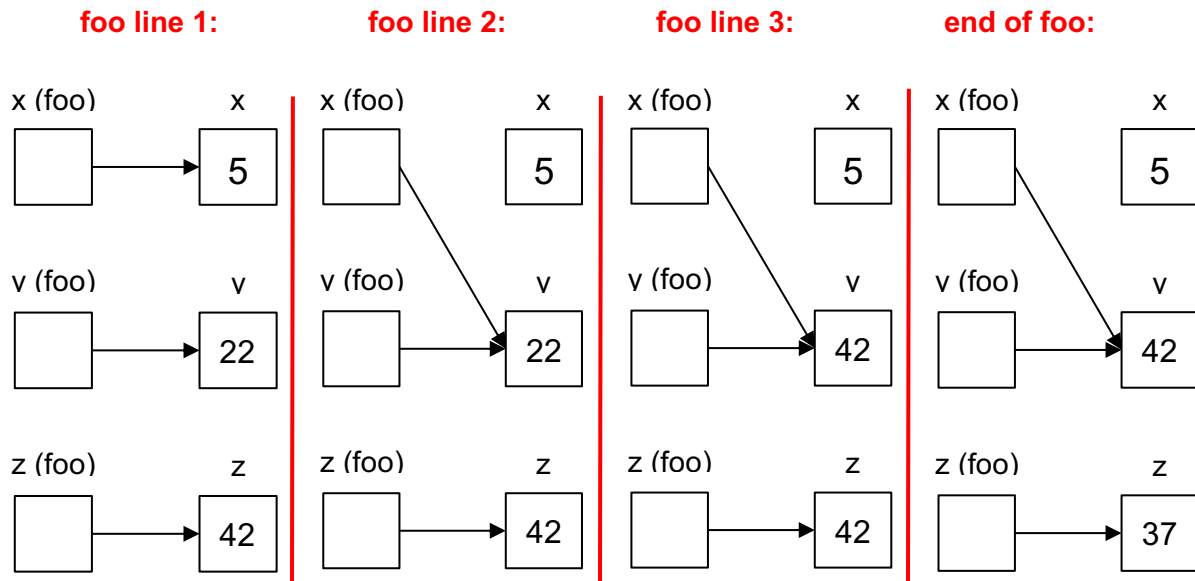 foo line 1: foo line 2: foo line 3: end of foo:
x (foo) x x (foo) x x (foo) x x (foo) x
5 5 5 5
y (foo) y y (foo) y y (foo) y y (foo) y
22 22 42 42
z (foo) z z (foo) z z (foo) z z (foo) z
42 42 42 37